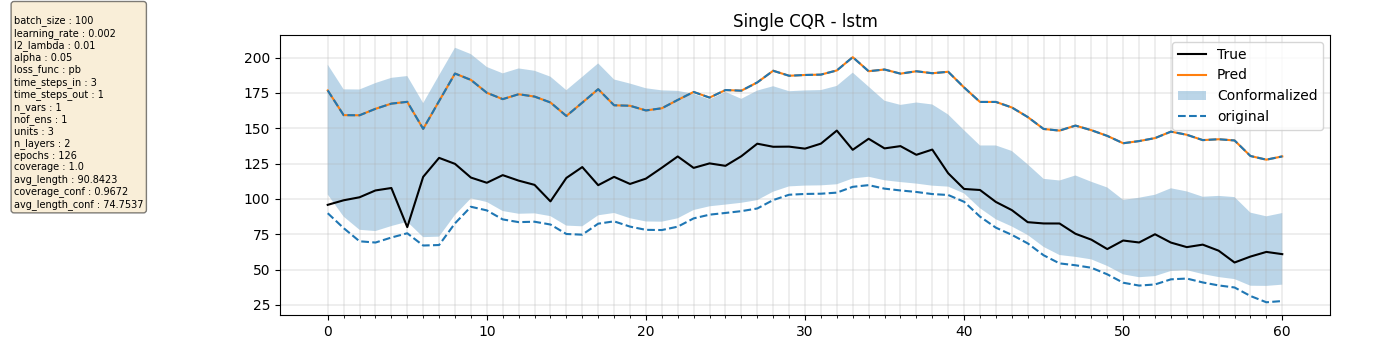 batch_size : 100
learning_rate : 0.002
l2_lambda : 0.01
alpha : 0.05
loss_func : pb
time_steps_in : 3
time_steps_out : 1
n_vars : 1
nof_ens : 1
units : 3
n_layers : 2
epochs : 126
coverage : 1.0
avg_length : 90.8423
coverage_conf : 0.9672
avg_length_conf : 74.7537
Single CQR - lstm
200
175
150
125
100
75
50
25
0 10 20 30 40 50 60
True
Pred
Conformalized
original